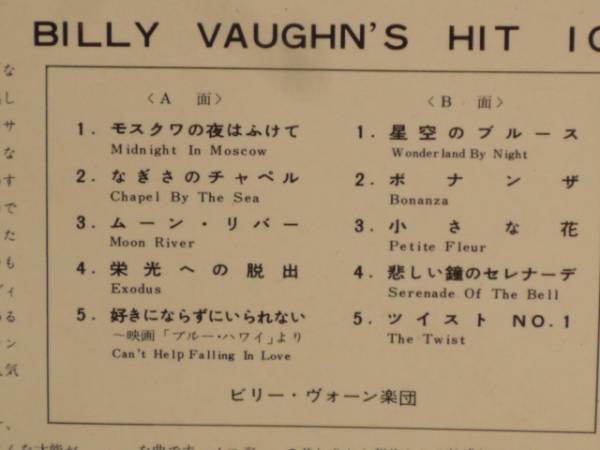 BILLY VAUGHN'S HIT 10
〈A 面〉
1. モスクワの夜はふけて
Midnight In Moscow
2. なぎさのチャペル
Chapel By The Sea
3. ムーン・リバー
Moon River
4. 栄光への脱出
Exodus
5. 好きにならずにいられない
〜映画「ブルー・ハワイ」より
Can't Help Falling In Love
〈B 面〉
1. 星空のブルース
Wonderland By Night
2. ボナンザ
Bonanza
3. 小さな花
Petite Fleur
4. 悲しい鐘のセレナーデ
Serenade Of The Bell
5. ツイスト NO.1
The Twist
ビリー・ヴォーン楽団